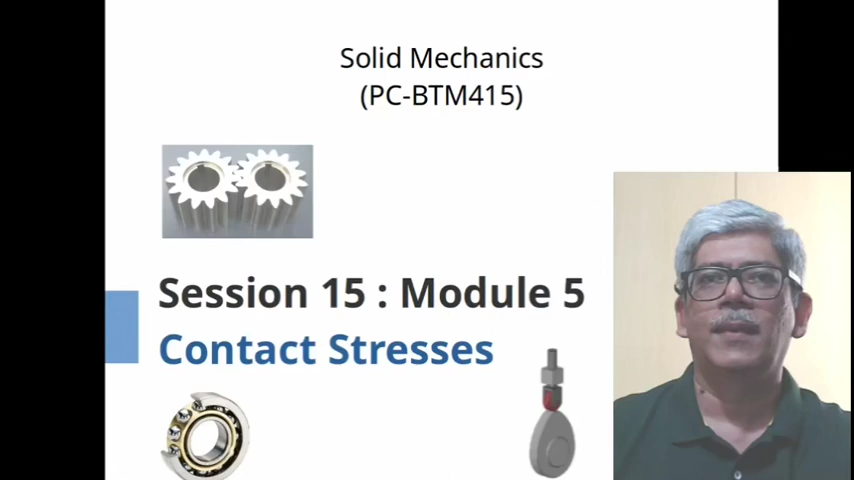 Solid Mechanics
(PC-BTM415)
Session 15 : Module 5
Contact Stresses